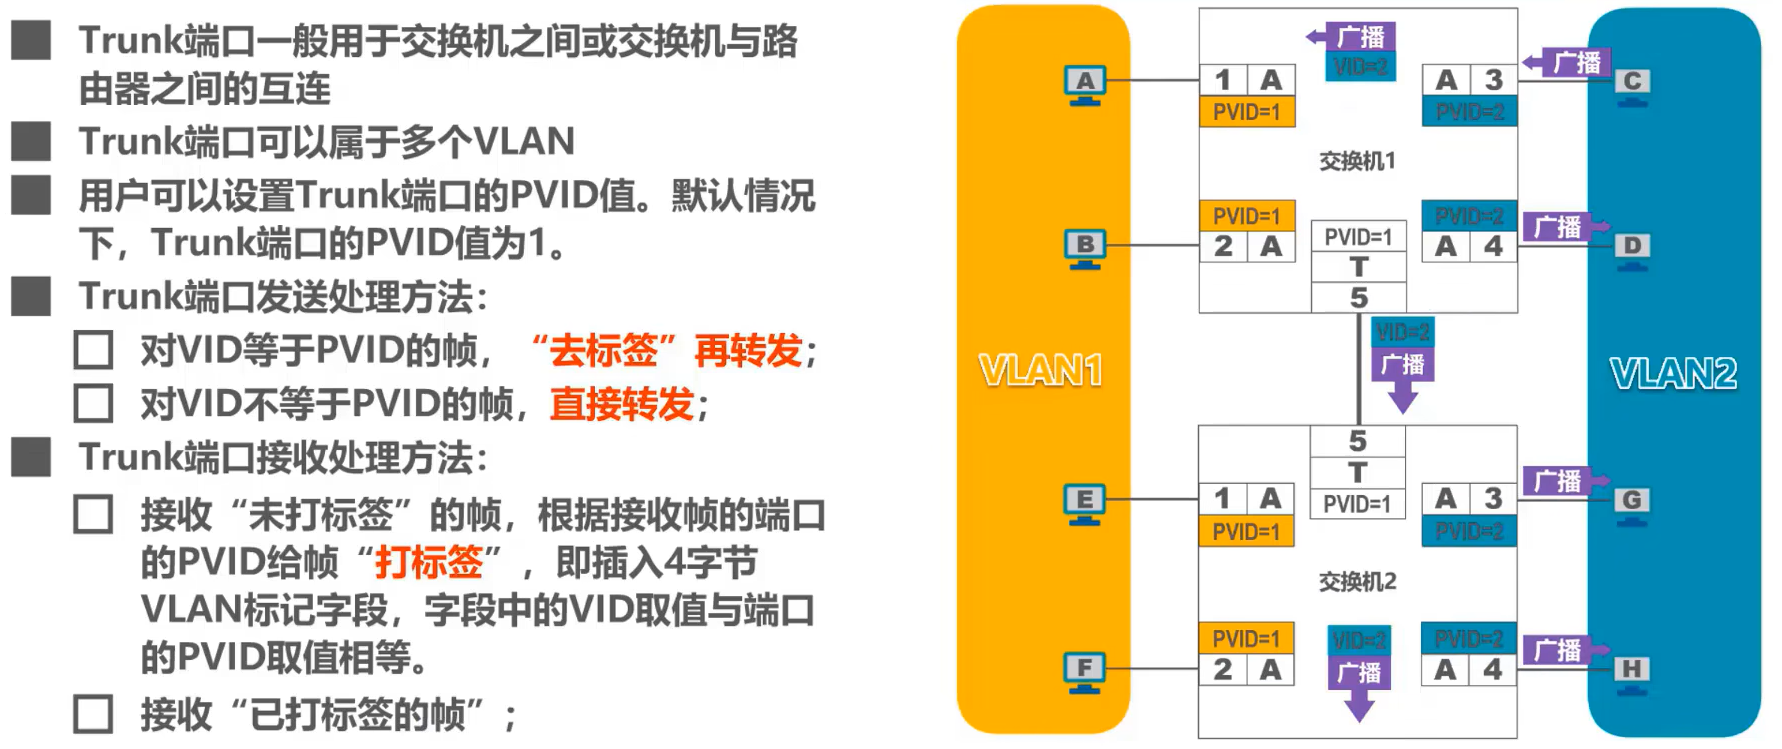 Trunk端口一般用于交换机之间或交换机与路
由器之间的互连
Trunk端口可以属于多个VLAN
用户可以设置Trunk端口的PVID值。默认情况
下，Trunk端口的PVID值为1。
Trunk端口发送处理方法：
对VID等于PVID的帧，“去标签”再转发；
对VID不等于PVID的帧，直接转发；
Trunk端口接收处理方法：
接收“未打标签”的帧，根据接收帧的端口
的PVID给帧“打标签”，即插入4字节
VLAN标记字段，字段中的VID取值与端口
的PVID取值相等。
接收“已打标签的帧”；
VLAN1
A
B
E
F
广播
VID=2
1 A
PVID=1
A 3
PVID=2
交换机1
PVID=1
2 A
PVID=1
T
5
PVID=2
A 4
VID=2
广播
5
T
PVID=1
1 A
PVID=1
A 3
PVID=2
交换机2
PVID=1
2 A
VID=2
广播
PVID=2
A 4
广播
C
广播
D
VLAN2
广播
G
广播
H